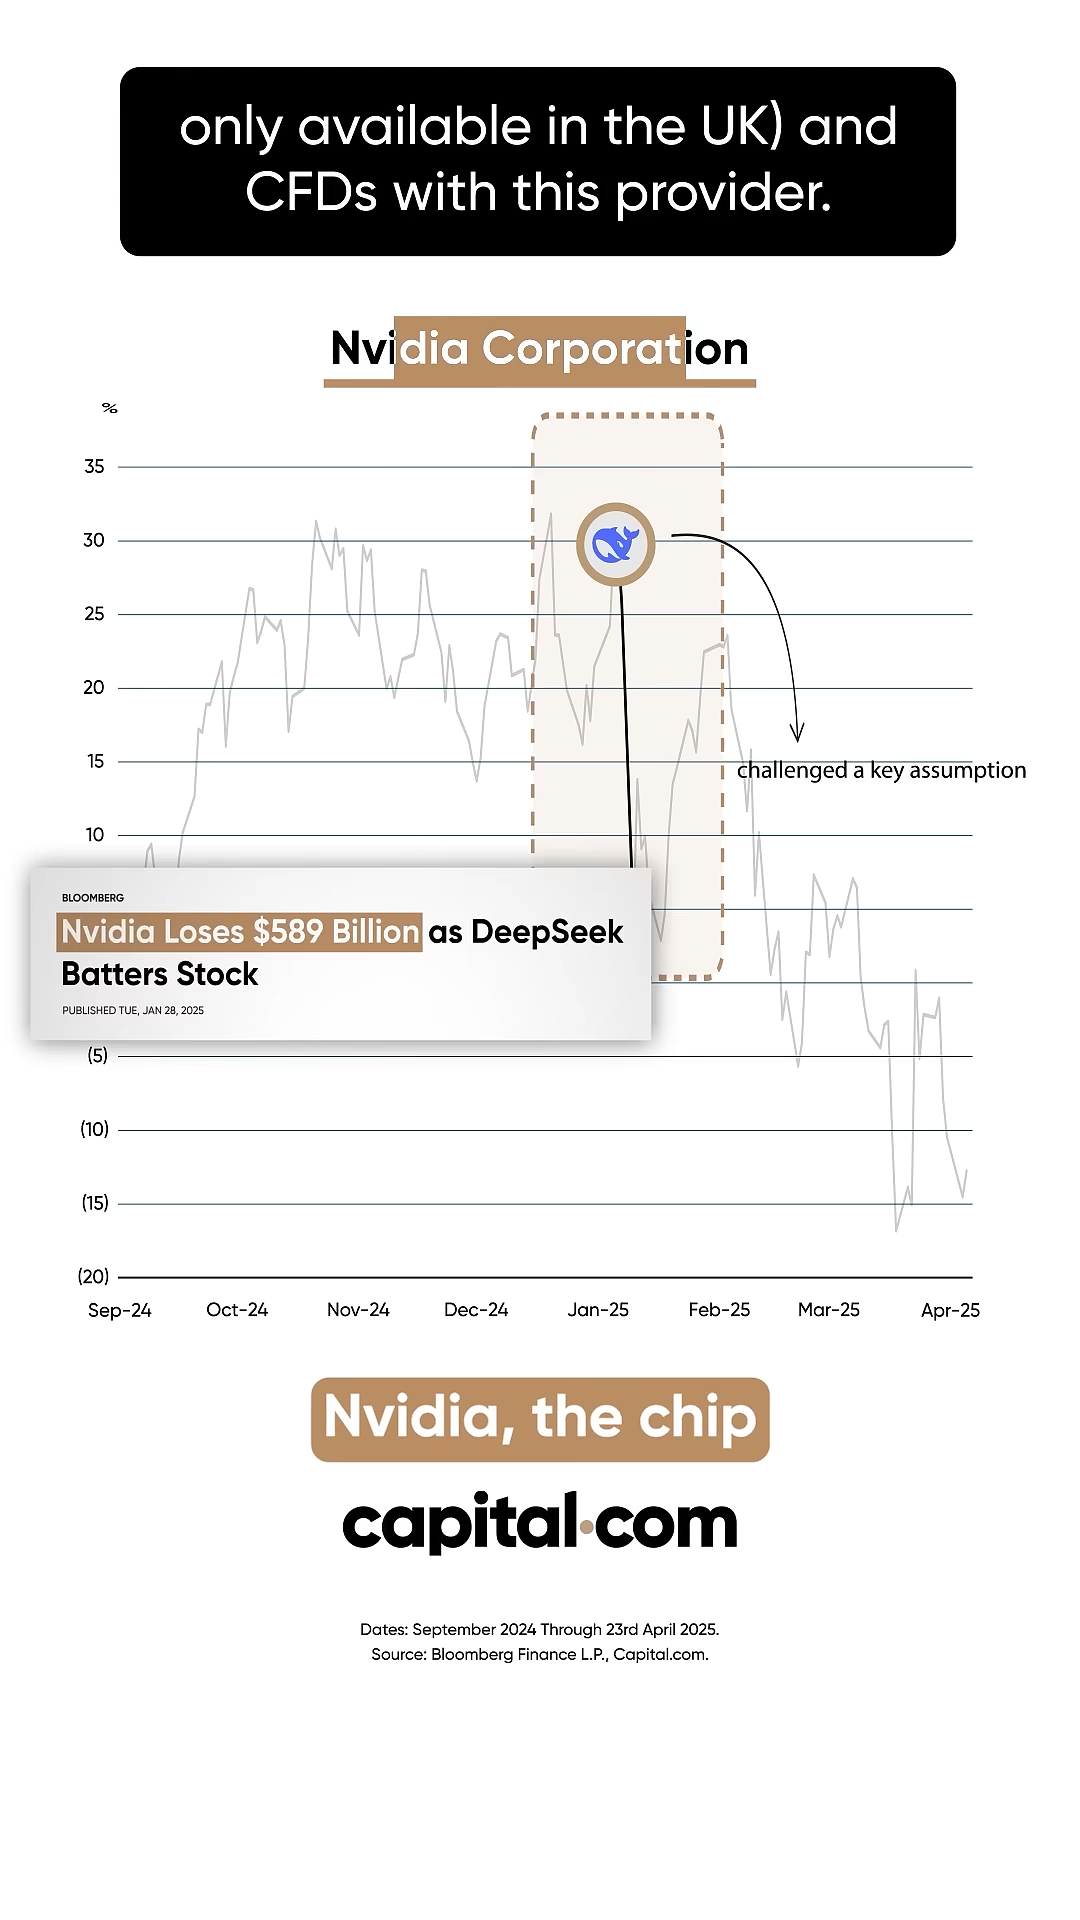 only available in the UK) and
CFDs with this provider.
Nvidia Corporation
%
35
30
25
20
15
challenged a key assumption
10
BLOOMBERG
Nvidia Loses $589 Billion as DeepSeek
Batters Stock
PUBLISHED TUE, JAN 28, 2025
(5)
(10)
(15)
(20)
Sep-24 Oct-24 Nov-24 Dec-24 Jan-25 Feb-25 Mar-25 Apr-25
Nvidia, the chip
capital.com
Dates: September 2024 Through 23rd April 2025.
Source: Bloomberg Finance L.P., Capital.com.